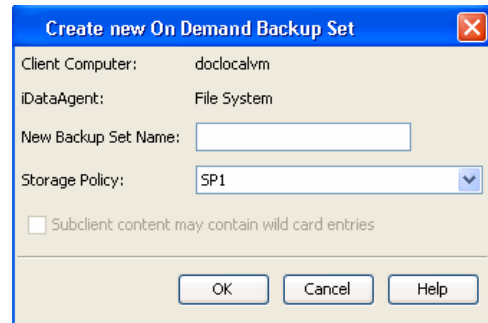 Create new On Demand Backup Set
Client Computer: doclocalvm
iDataAgent: File System
New Backup Set Name:
Storage Policy: SP1
Subclient content may contain wild card entries
OK Cancel Help